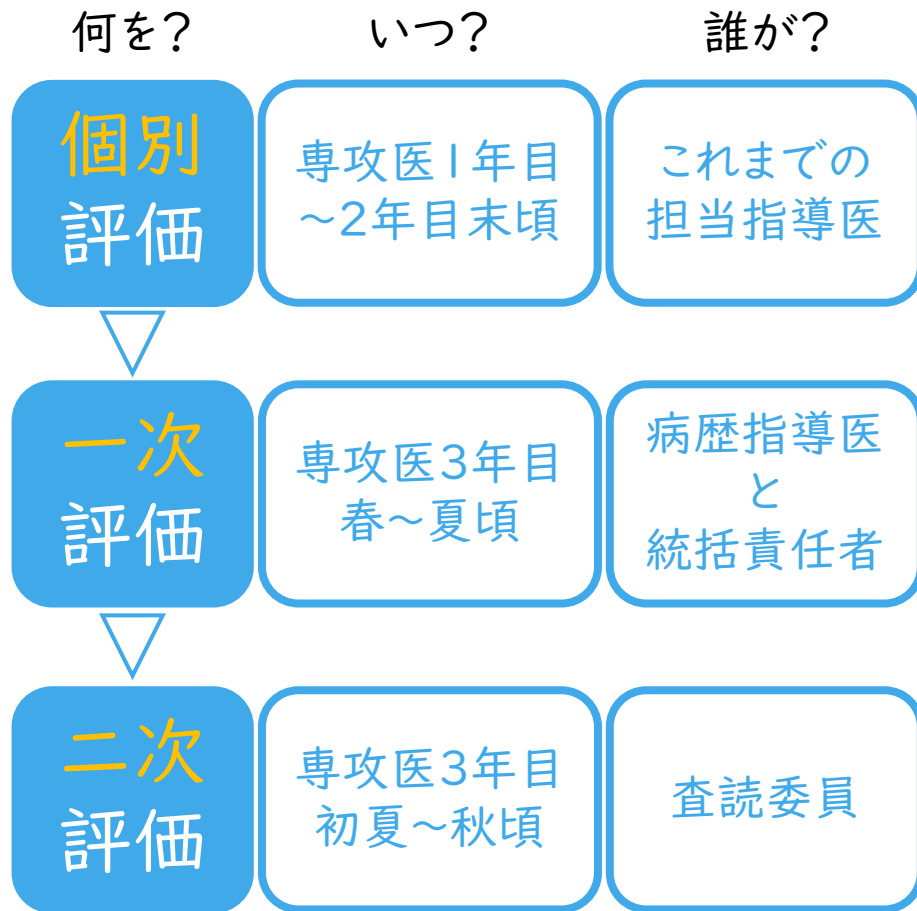 何を?
いつ?
誰が?
個別
評価
専攻医1年目
～2年目末頃
これまでの
担当指導医
一次
評価
専攻医3年目
春～夏頃
病歴指導医
と
統括責任者
二次
評価
専攻医3年目
初夏～秋頃
査読委員